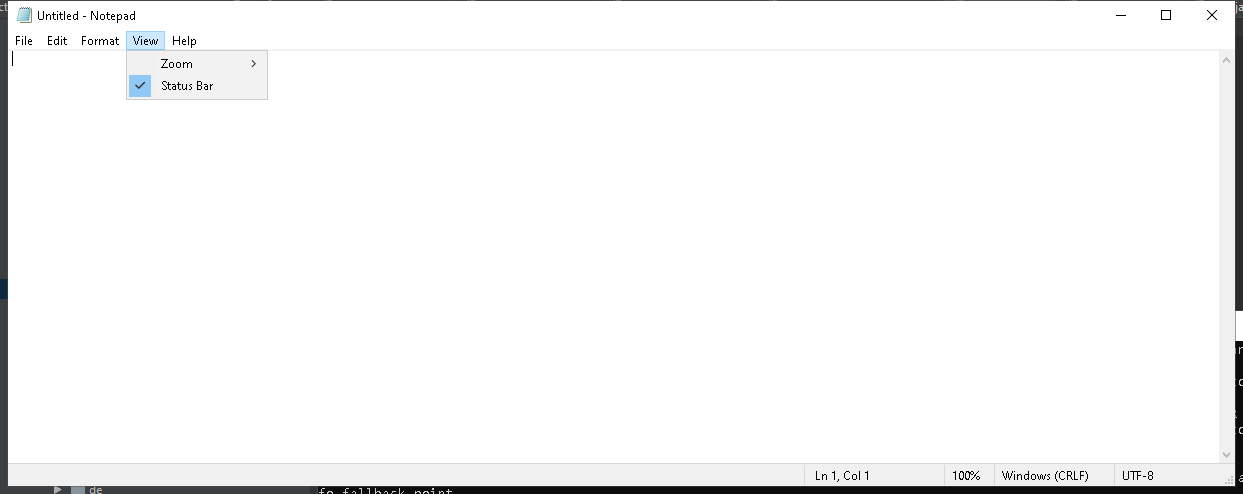 Untitled - Notepad
File Edit Format View Help
Zoom
Status Bar
Ln 1, Col 1 100% Windows (CRLF) UTF-8
de
fo fallback point